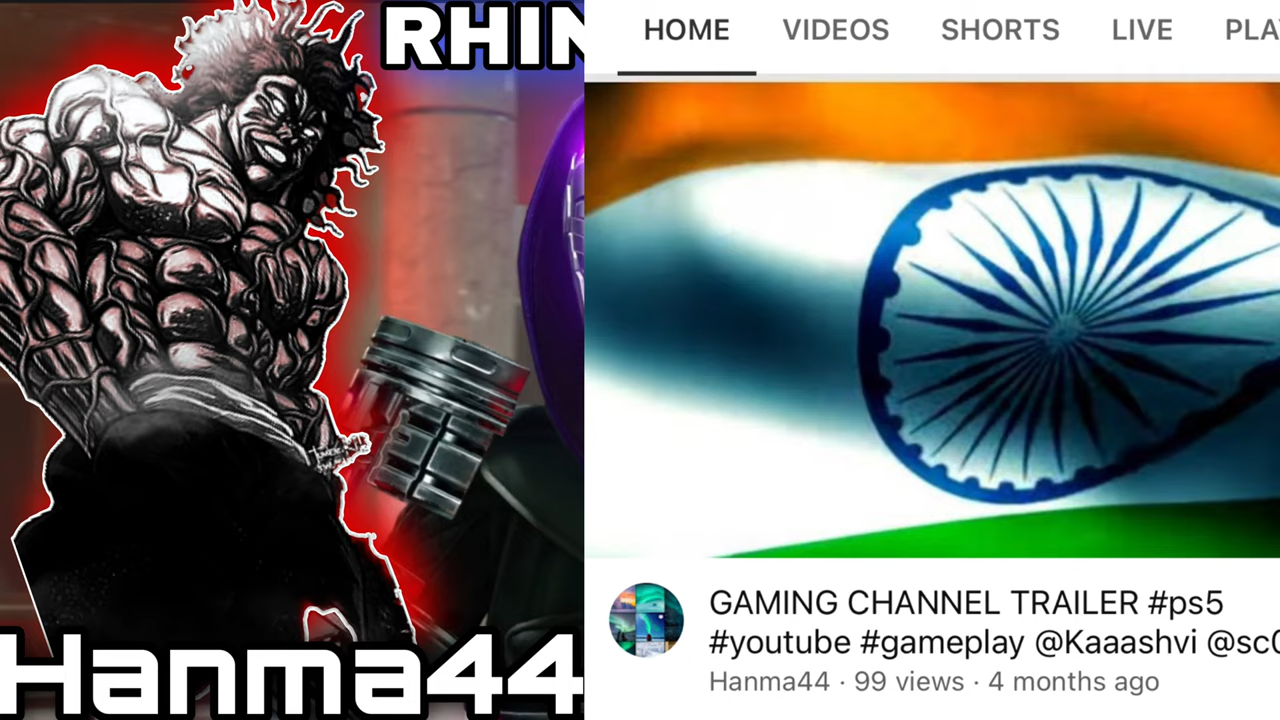 RHIN
Hanma44
HOME VIDEOS SHORTS LIVE PLA
GAMING CHANNEL TRAILER #ps5
#youtube #gameplay @Kaaashvi @sc0
Hanma44 · 99 views · 4 months ago